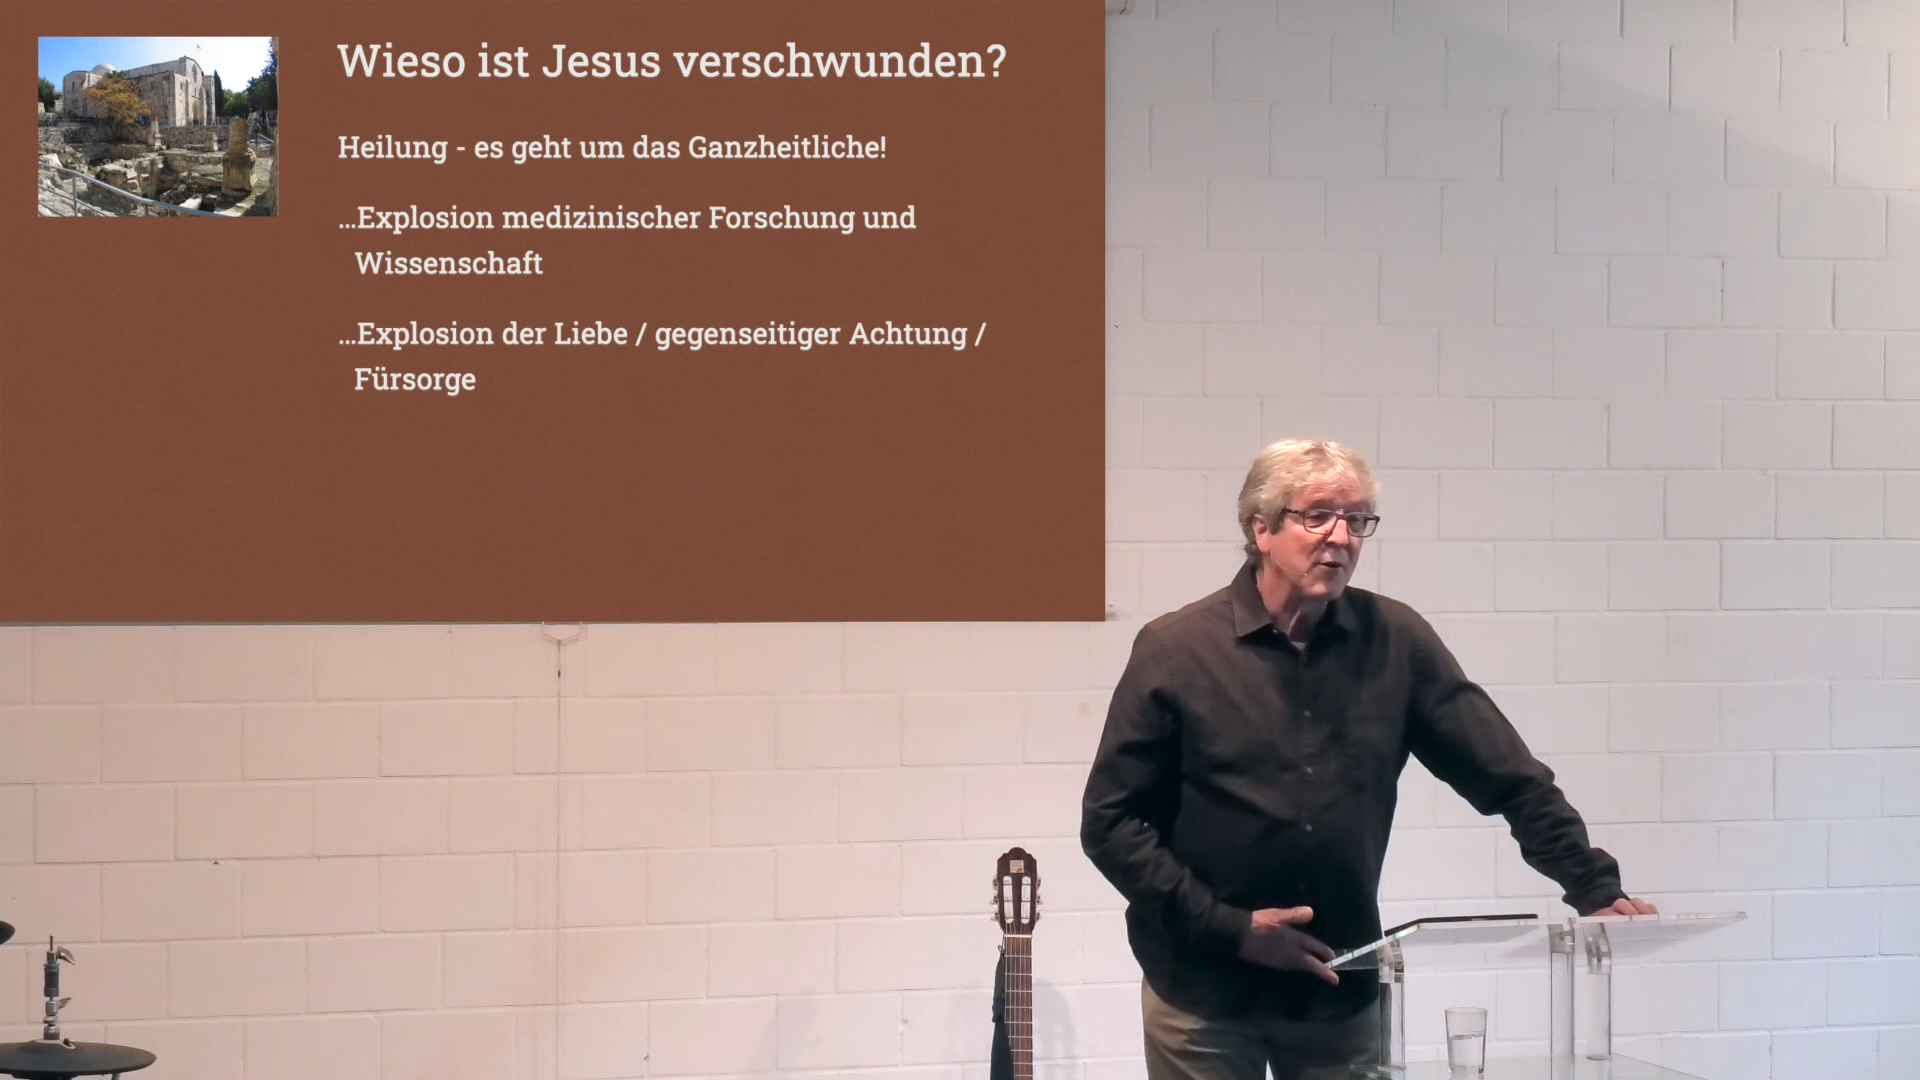 Wieso ist Jesus verschwunden?
Heilung - es geht um das Ganzheitliche!
...Explosion medizinischer Forschung und
Wissenschaft
...Explosion der Liebe / gegenseitiger Achtung /
Fürsorge